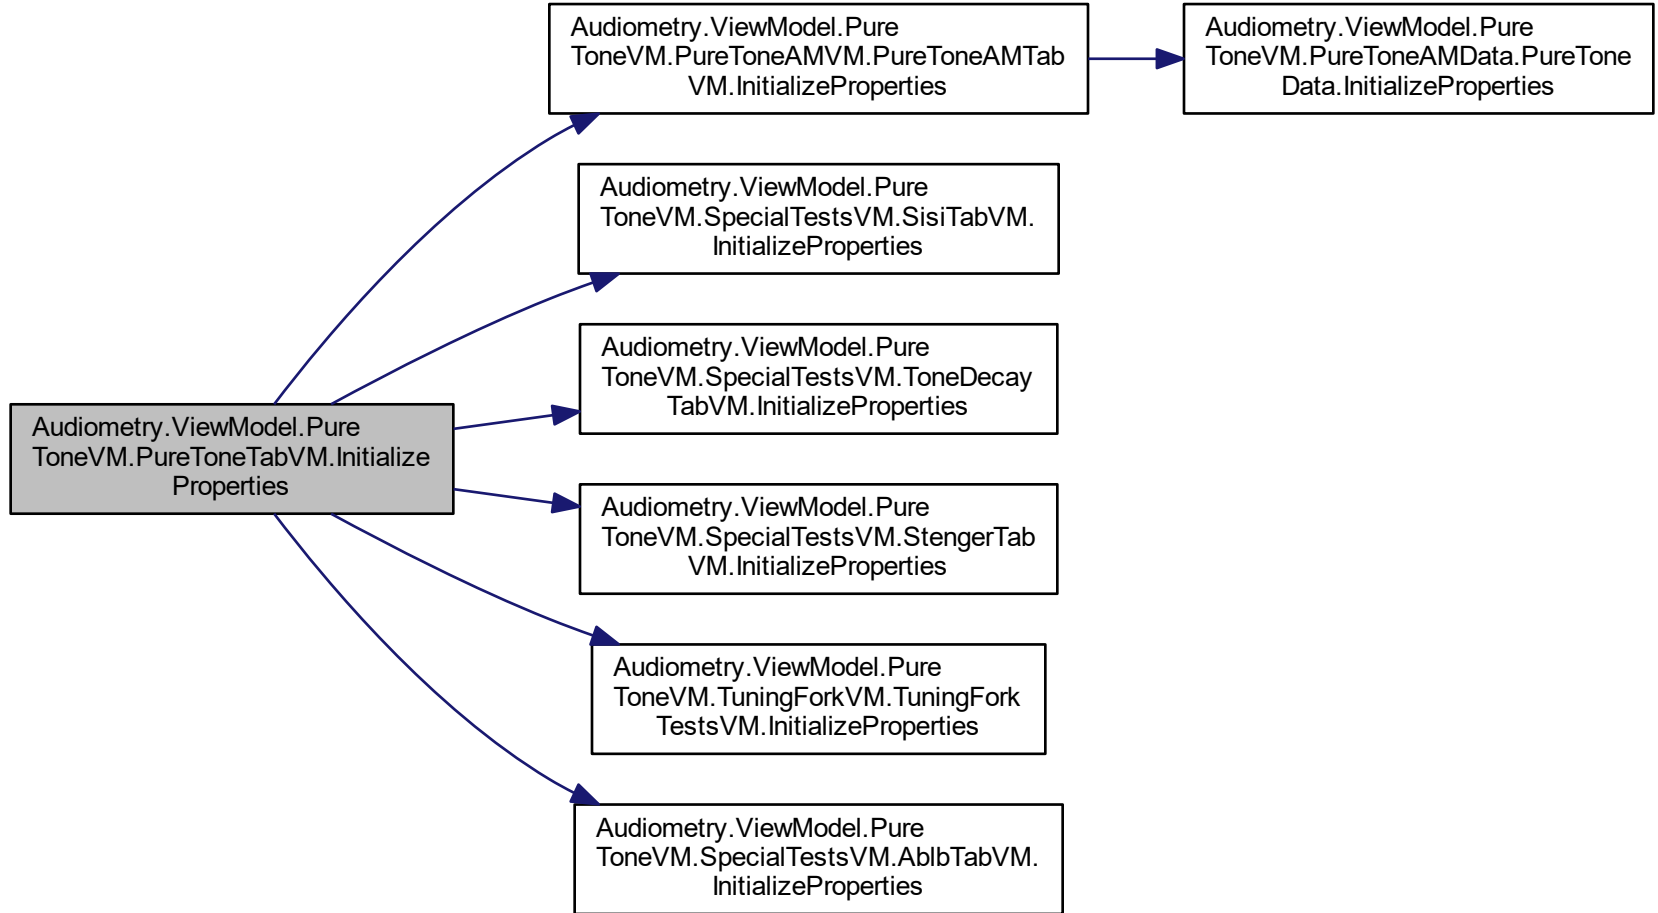 Audiometry.ViewModel.Pure
ToneVM.PureToneAMVM.PureToneAMTab
VM.InitializeProperties
Audiometry.ViewModel.Pure
ToneVM.PureToneAMData.PureTone
Data.InitializeProperties
Audiometry.ViewModel.Pure
ToneVM.SpecialTestsVM.SisiTabVM.
InitializeProperties
Audiometry.ViewModel.Pure
ToneVM.SpecialTestsVM.ToneDecay
TabVM.InitializeProperties
Audiometry.ViewModel.Pure
ToneVM.PureToneTabVM.Initialize
Properties
Audiometry.ViewModel.Pure
ToneVM.SpecialTestsVM.StengerTab
VM.InitializeProperties
Audiometry.ViewModel.Pure
ToneVM.TuningForkVM.TuningFork
TestsVM.InitializeProperties
Audiometry.ViewModel.Pure
ToneVM.SpecialTestsVM.AblbTabVM.
InitializeProperties